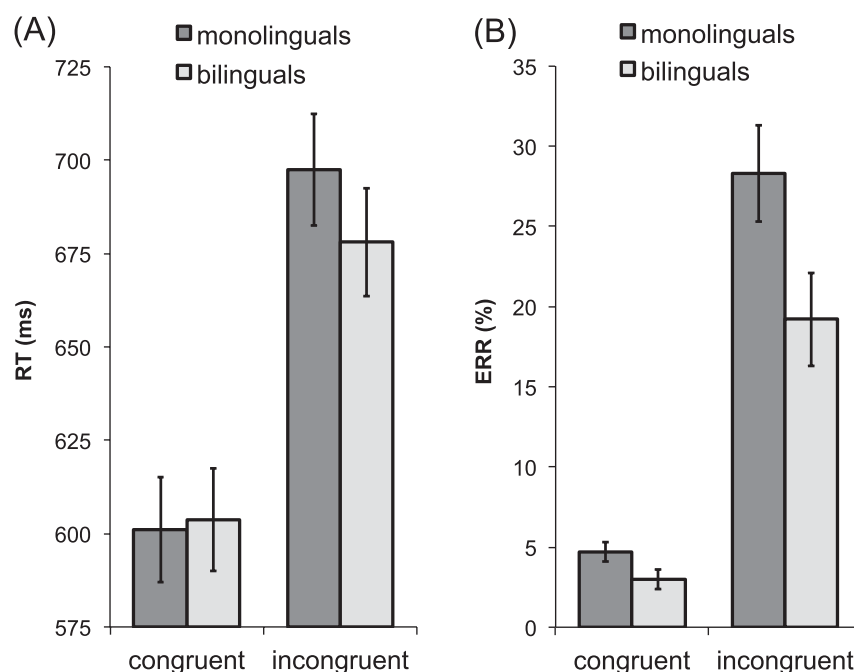 (A)
monolinguals
bilinguals
725
700
675
650
625
600
575
RT (ms)
congruent
incongruent
(B)
monolinguals
bilinguals
35
30
25
20
15
10
5
0
ERR (%)
congruent
incongruent